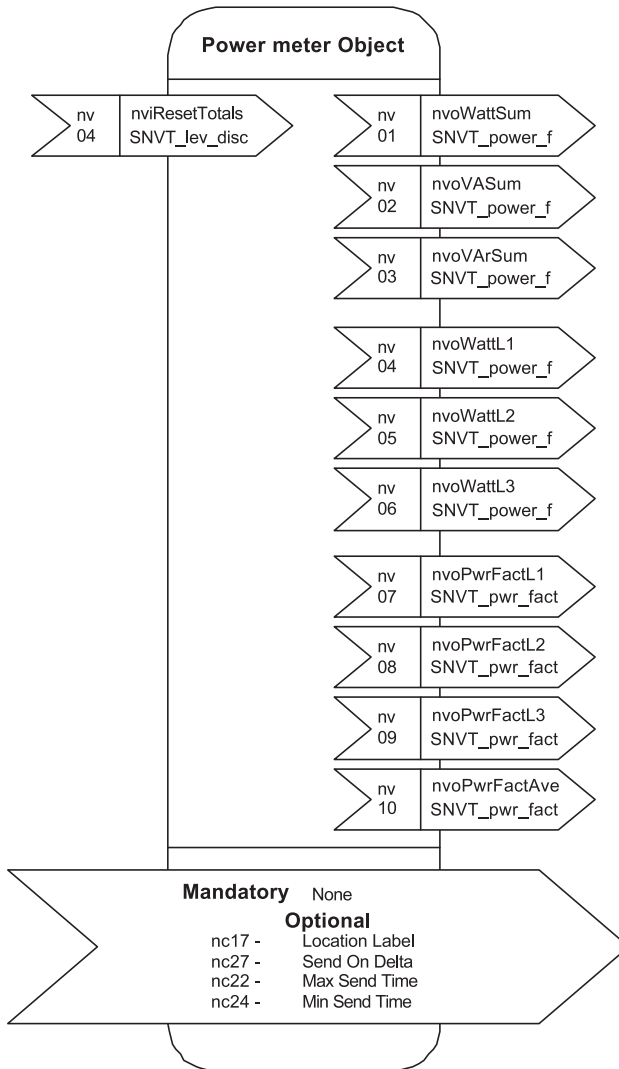 Power meter Object
nv
04
nviResetTotals
SNVT_lev_disc
nv
01
nvoWattSum
SNVT_power_f
nv
02
nvoVASum
SNVT_power_f
nv
03
nvoVArSum
SNVT_power_f
nv
04
nvoWattL1
SNVT_power_f
nv
05
nvoWattL2
SNVT_power_f
nv
06
nvoWattL3
SNVT_power_f
nv
07
nvoPwrFactL1
SNVT_pwr_fact
nv
08
nvoPwrFactL2
SNVT_pwr_fact
nv
09
nvoPwrFactL3
SNVT_pwr_fact
nv
10
nvoPwrFactAve
SNVT_pwr_fact
Mandatory None
Optional
nc17 - Location Label
nc27 - Send On Delta
nc22 - Max Send Time
nc24 - Min Send Time